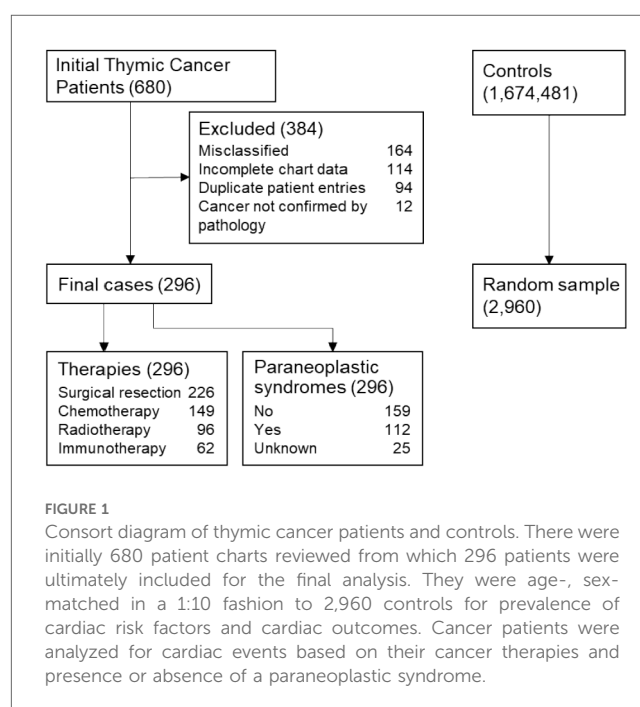 Initial Thymic Cancer
Patients (680)
Controls
(1,674,481)
Excluded (384)
Misclassified 164
Incomplete chart data 114
Duplicate patient entries 94
Cancer not confirmed by 12
pathology
Final cases (296)
Random sample
(2,960)
Therapies (296)
Surgical resection 226
Chemotherapy 149
Radiotherapy 96
Immunotherapy 62
Paraneoplastic
syndromes (296)
No 159
Yes 112
Unknown 25
FIGURE 1
Consort diagram of thymic cancer patients and controls. There were
initially 680 patient charts reviewed from which 296 patients were
ultimately included for the final analysis. They were age-, sex-
matched in a 1:10 fashion to 2,960 controls for prevalence of
cardiac risk factors and cardiac outcomes. Cancer patients were
analyzed for cardiac events based on their cancer therapies and
presence or absence of a paraneoplastic syndrome.